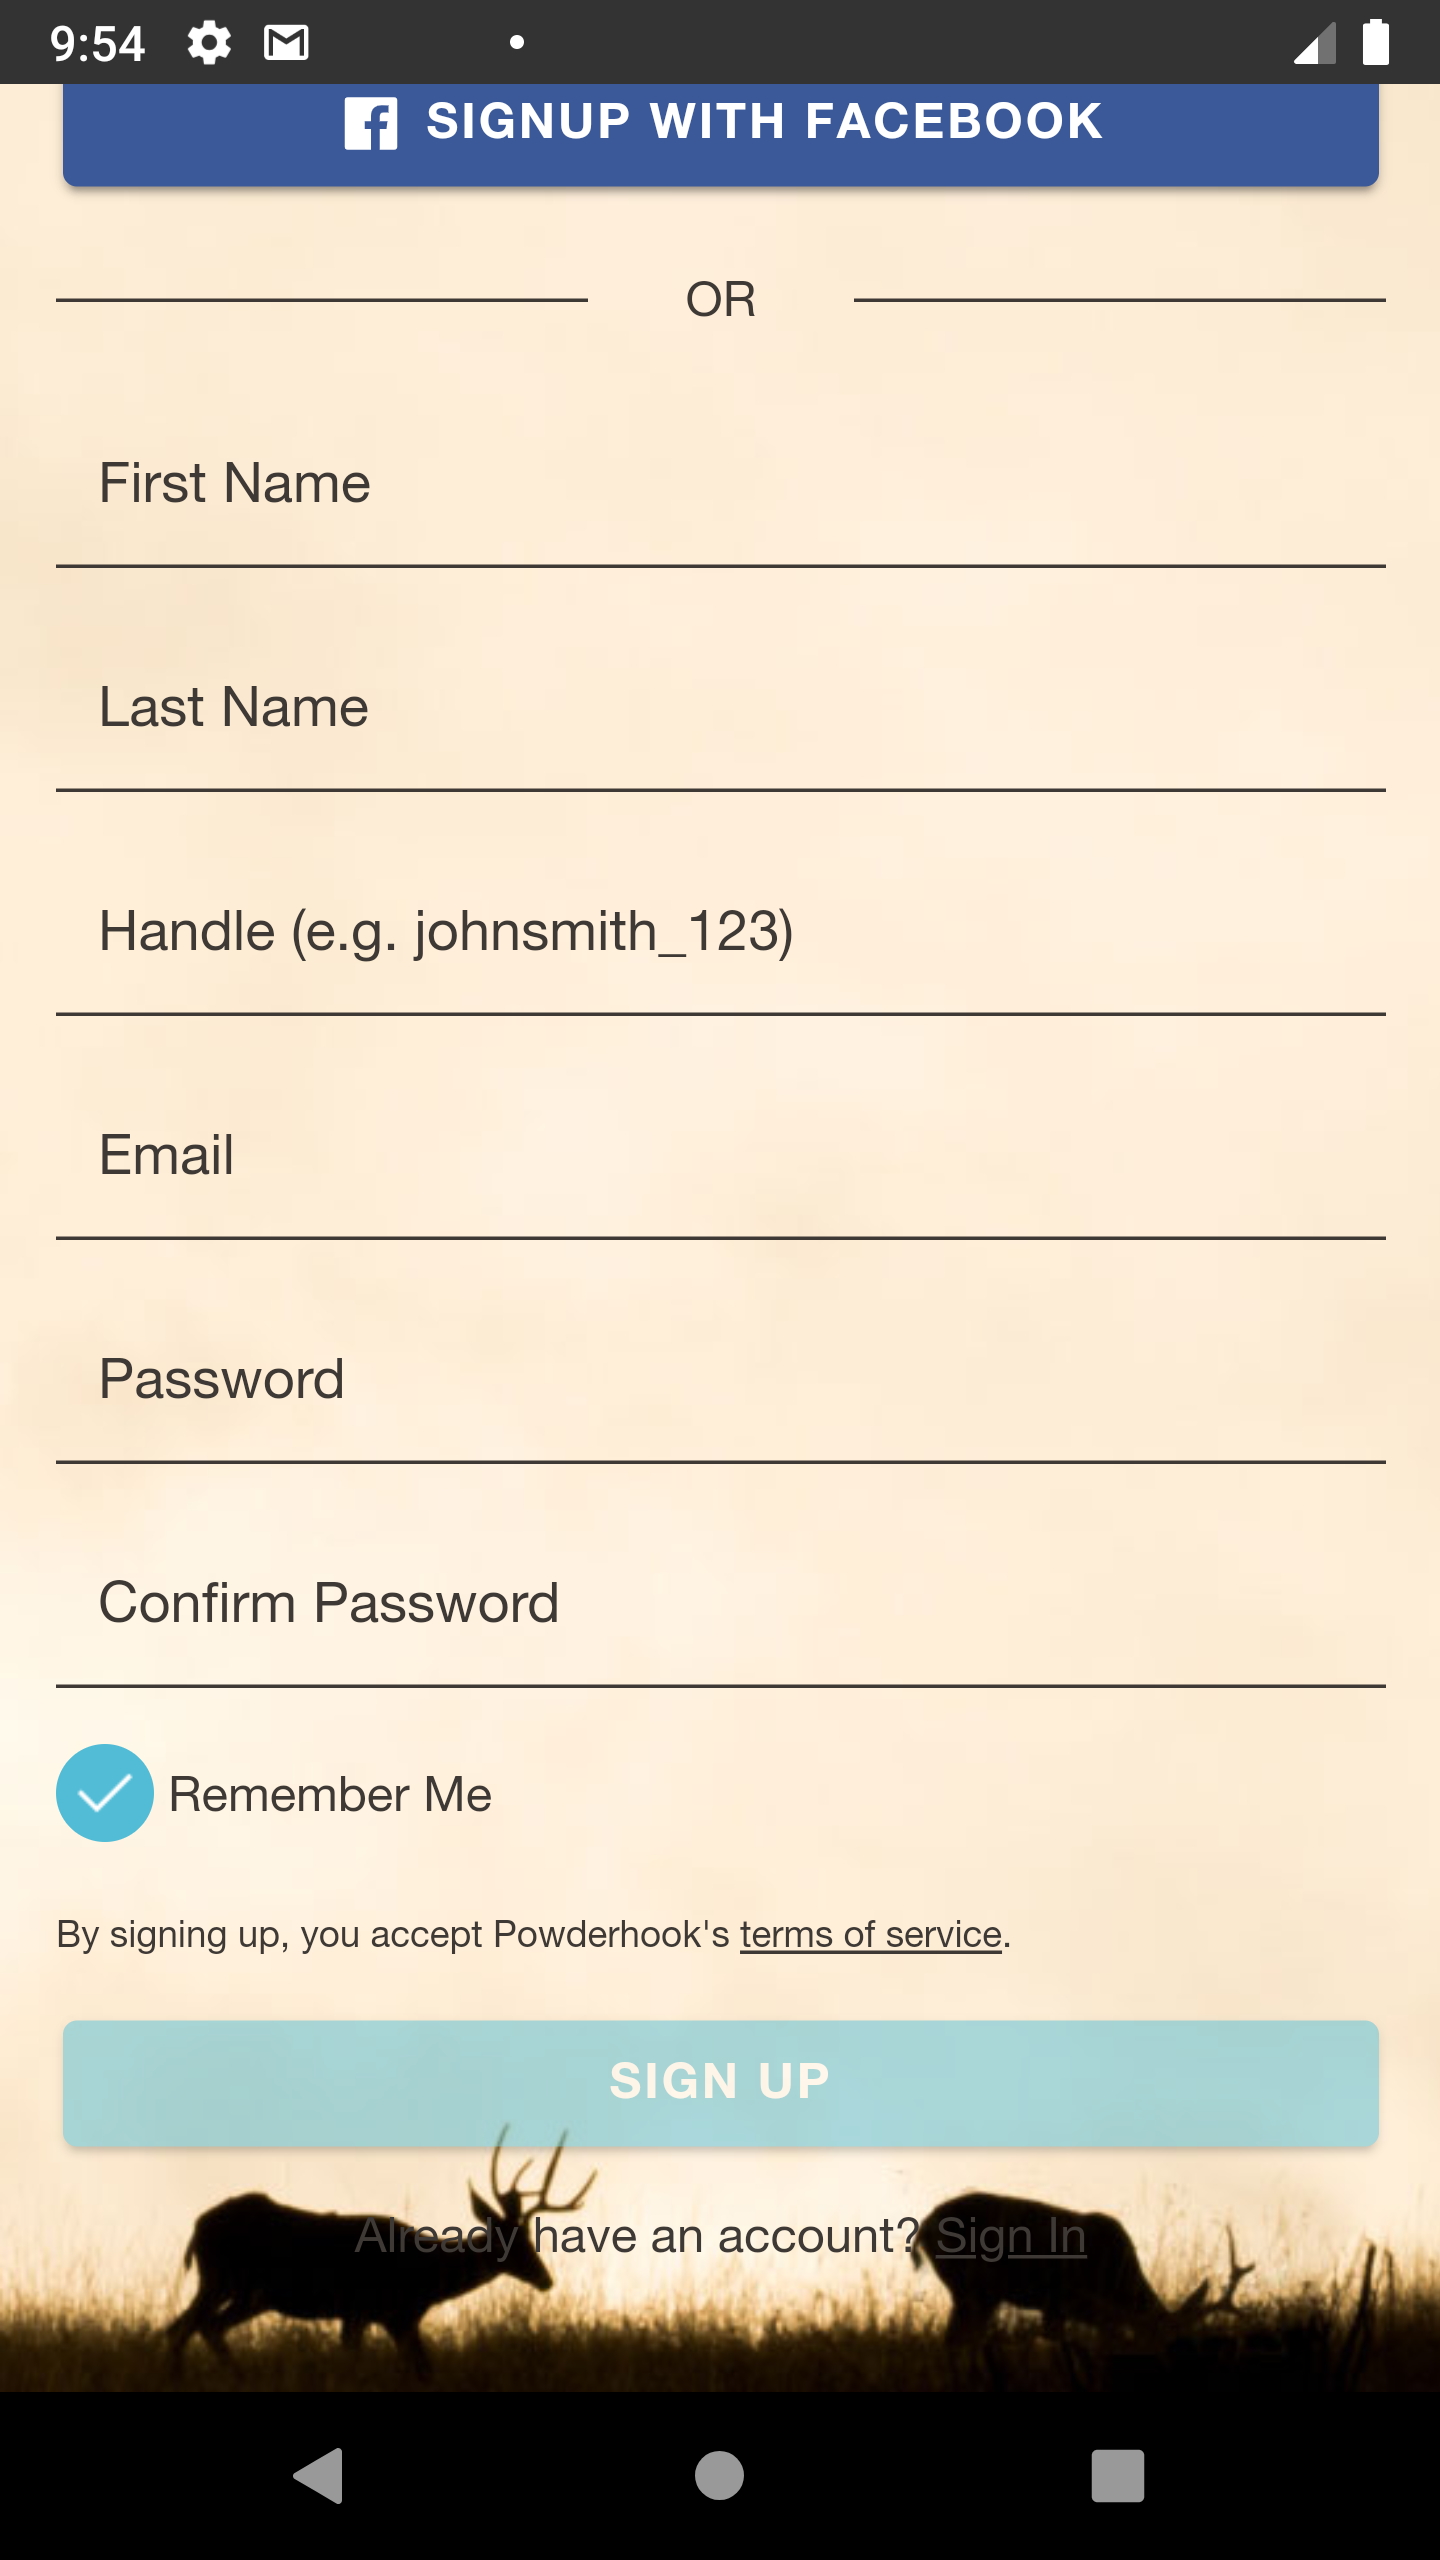 9:54
SIGNUP WITH FACEBOOK
OR
First Name
Last Name
Handle (e.g. johnsmith_123)
Email
Password
Confirm Password
Remember Me
By signing up, you accept Powderhook's terms of service.
SIGN UP
Already have an account? Sign In